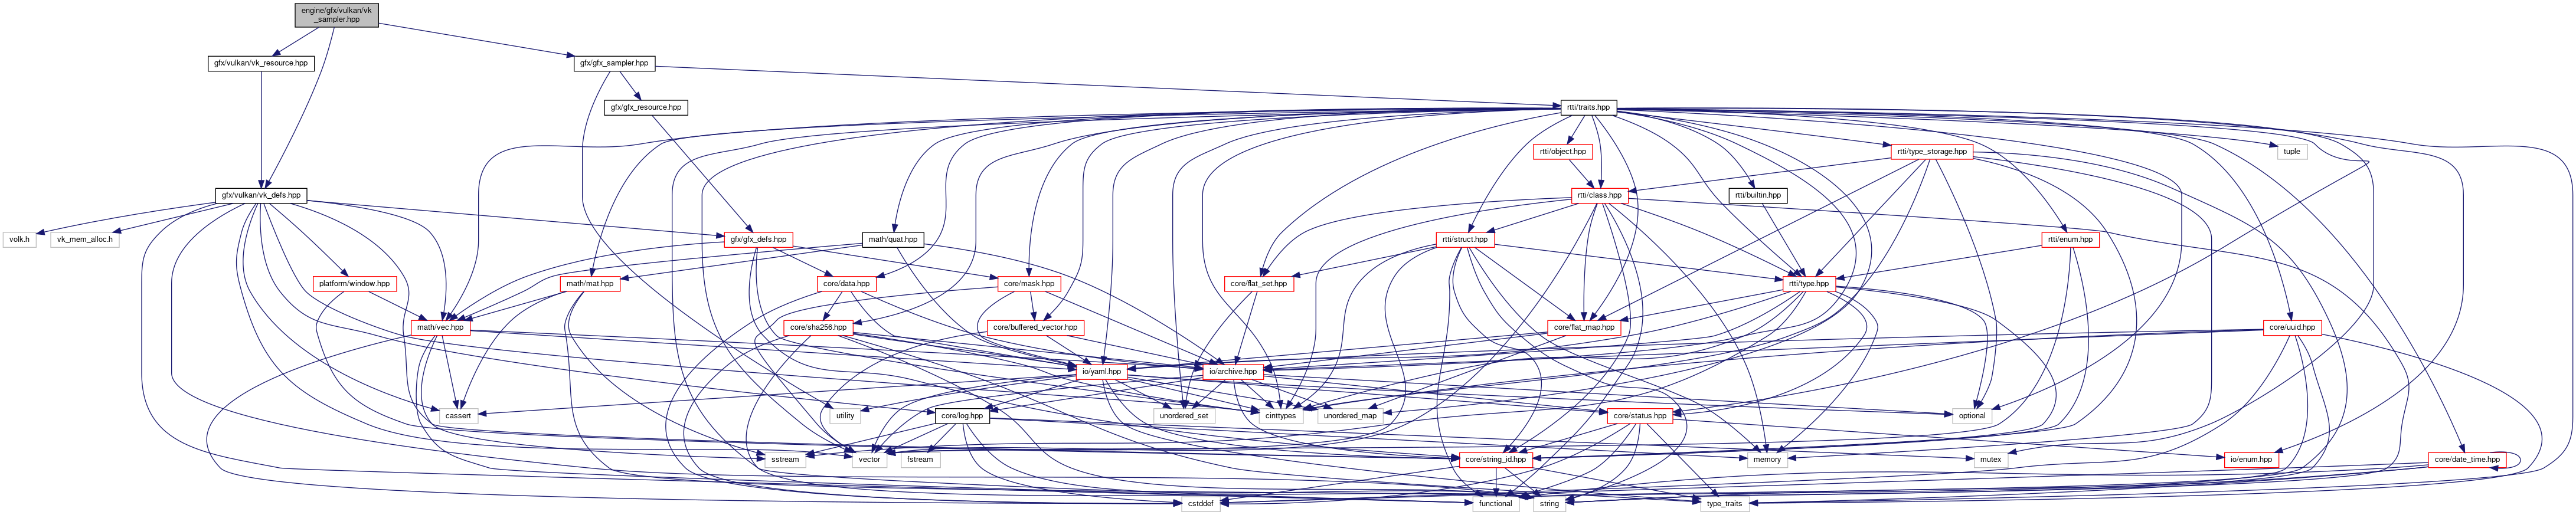 engine/gfx/vulkan/vk
_sampler.hpp
gfx/vulkan/vk_resource.hpp
gfx/gfx_sampler.hpp
gfx/gfx_resource.hpp
rtti/traits.hpp
rtti/object.hpp
rtti/type_storage.hpp
tuple
gfx/vulkan/vk_defs.hpp
rtti/class.hpp
rtti/builtin.hpp
volk.h
vk_mem_alloc.h
gfx/gfx_defs.hpp
math/quat.hpp
rtti/struct.hpp
rtti/enum.hpp
platform/window.hpp
math/mat.hpp
core/data.hpp
core/mask.hpp
core/flat_set.hpp
rtti/type.hpp
math/vec.hpp
core/sha256.hpp
core/buffered_vector.hpp
core/flat_map.hpp
core/uuid.hpp
io/yaml.hpp
io/archive.hpp
cassert
utility
core/log.hpp
unordered_set
cinttypes
unordered_map
core/status.hpp
optional
sstream
vector
fstream
core/string_id.hpp
memory
mutex
io/enum.hpp
core/date_time.hpp
cstddef
functional
string
type_traits